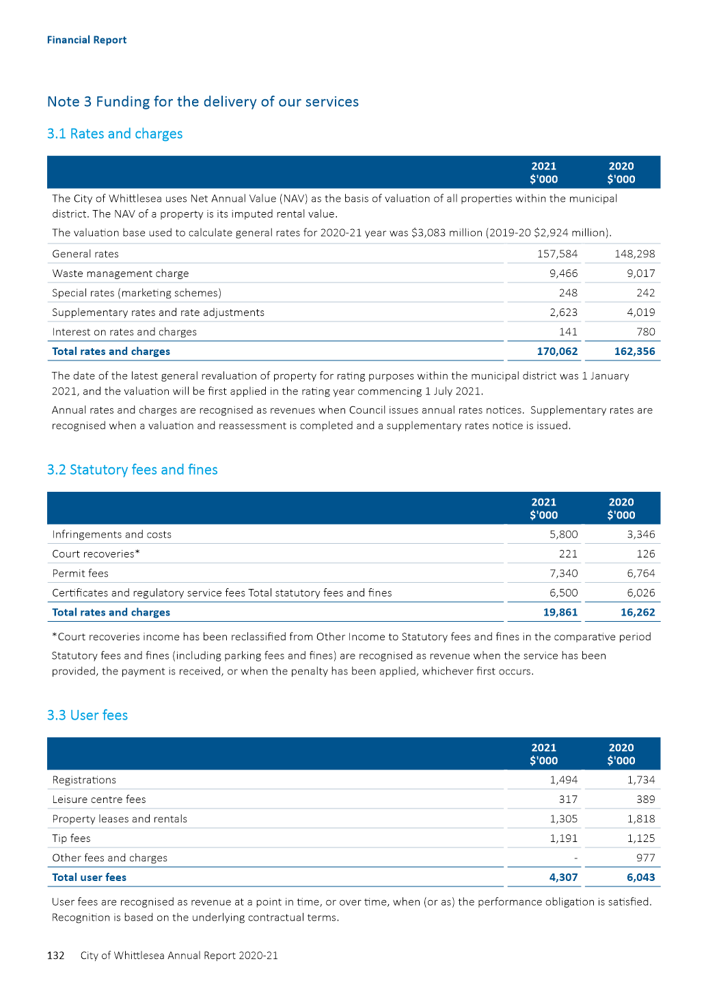 Financial Report
Note 3 Funding for the delivery of our services
3.1 Rates and charges
2021 2020
$'000 $'000
The City of Whittlesea uses Net Annual Value (NAV) as the basis of valuation of all properties within the municipal
district. The NAV of a property is its imputed rental value.
The valuation base used to calculate general rates for 2020-21 year was $3,083 million (2019-20 $2,924 million).
General rates 157,584 148,298
Waste management charge 9,466 9,017
Special rates (marketing schemes) 248 242
Supplementary rates and rate adjustments 2,623 4,019
Interest on rates and charges 141 780
Total rates and charges 170,062 162,356
The date of the latest general revaluation of property for rating purposes within the municipal district was 1 January
2021, and the valuation will be first applied in the rating year commencing 1 July 2021.
Annual rates and charges are recognised as revenues when Council issues annual rates notices.  Supplementary rates are
recognised when a valuation and reassessment is completed and a supplementary rates notice is issued.
3.2 Statutory fees and fines
2021 2020
$'000 $'000
Infringements and costs 5,800 3,346
Court recoveries* 221 126
Permit fees 7,340 6,764
Certificates and regulatory service fees Total statutory fees and fines 6,500 6,026
Total rates and charges 19,861 16,262
*Court recoveries income has been reclassified from Other Income to Statutory fees and fines in the comparative period
Statutory fees and fines (including parking fees and fines) are recognised as revenue when the service has been
provided, the payment is received, or when the penalty has been applied, whichever first occurs.
3.3 User fees
2021 2020
$'000 $'000
Registrations 1,494 1,734
Leisure centre fees 317 389
Property leases and rentals 1,305 1,818
Tip fees 1,191 1,125
Other fees and charges - 977
Total user fees 4,307 6,043
User fees are recognised as revenue at a point in time, or over time, when (or as) the performance obligation is satisfied.
Recognition is based on the underlying contractual terms.
132 City of Whittlesea Annual Report 2020-21